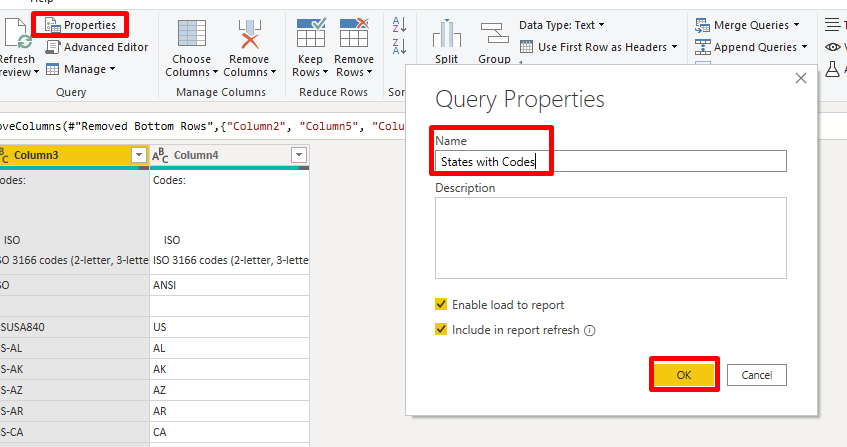 Help
Properties
Advanced Editor
Manage
Refresh
Preview
Query
Choose
Columns
Remove
Columns
Manage Columns
Keep
Rows
Remove
Rows
Reduce Rows
A
Z
Z
A
Sor
Split
Group
Data Type: Text
Use First Row as Headers
Merge Queries
Append Queries
T
V
A
oveColumns(#"Removed Bottom Rows",{"Column2", "Column5", "Colu
ABC Column3
ABC Column4
odes:
Codes:
ISO
ISO
SO 3166 codes (2-letter, 3-lette
ISO 3166 codes (2-letter, 3-lette
SO
ANSI
SUSA840
US
S-AL
AL
S-AK
AK
S-AZ
AZ
S-AR
AR
S-CA
CA
Query Properties
Name
States with Codes
Description
Enable load to report
Include in report refresh
OK
Cancel